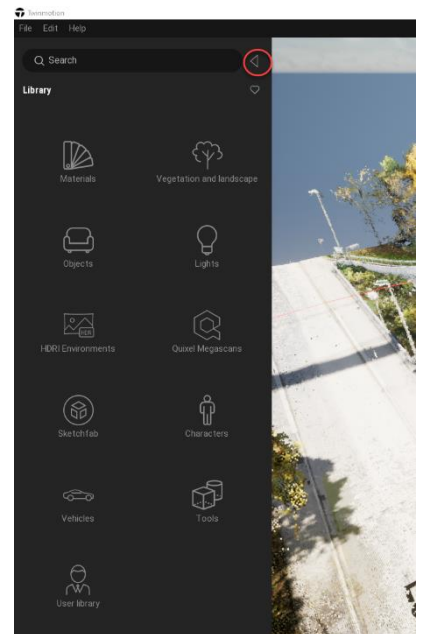 Twinmotion
File Edit Help
Search
Library
Materials
Vegetation and landscape
Objects
Lights
HDR
HDRI Environments
Quixel Megascans
Sketchfab
Characters
Vehicles
Tools
User library